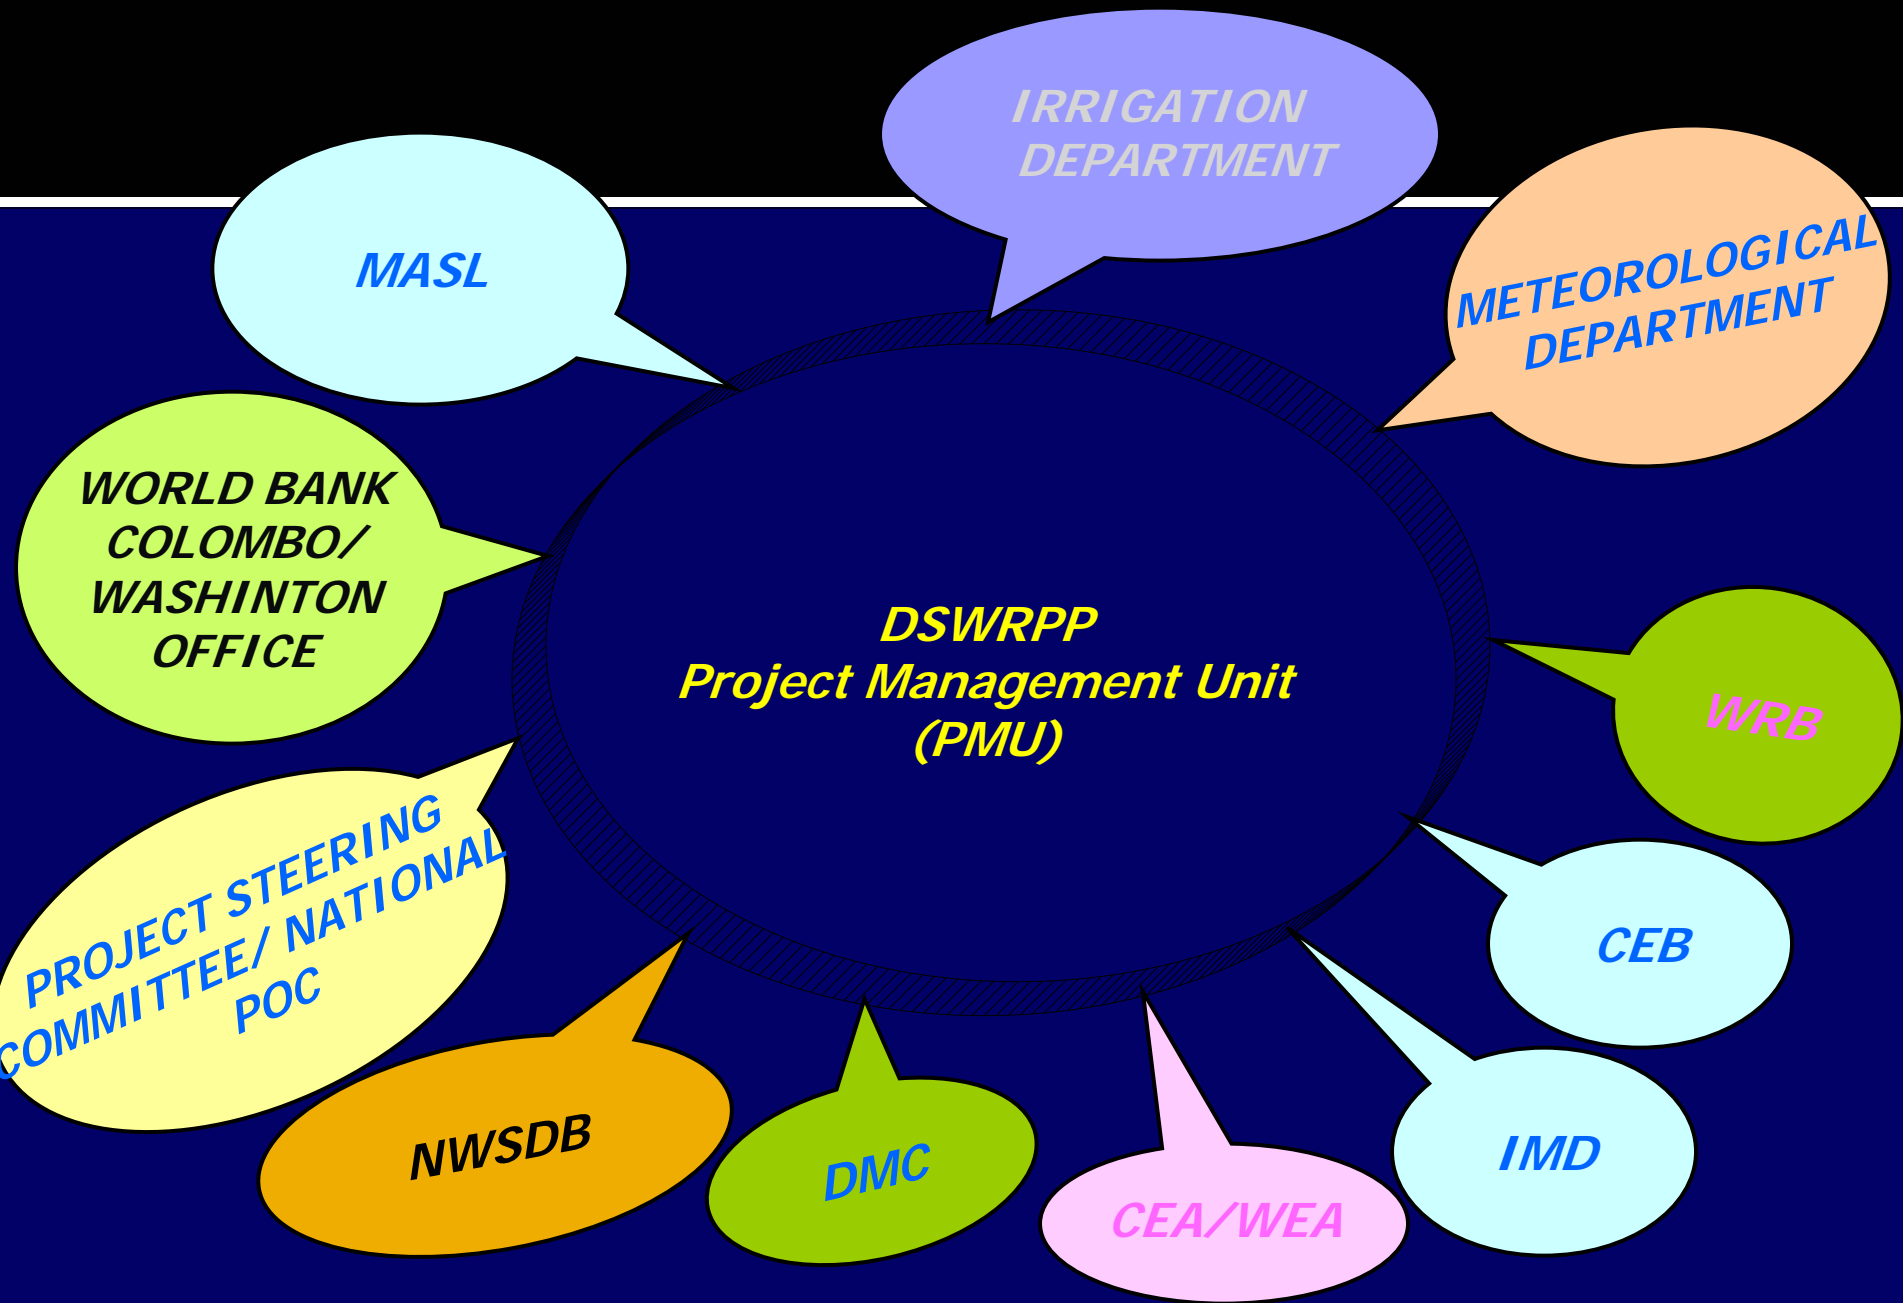 IRRIGATION
DEPARTMENT
MASL
METEOROLOGICAL
DEPARTMENT
WORLD BANK
COLOMBO/
WASHINTON
OFFICE
DSWRPP
Project Management Unit
(PMU)
WRB
PROJECT STEERING
COMMITTEE/ NATIONAL
POC
CEB
NWSDB
DMC
CEA/WEA
IMD